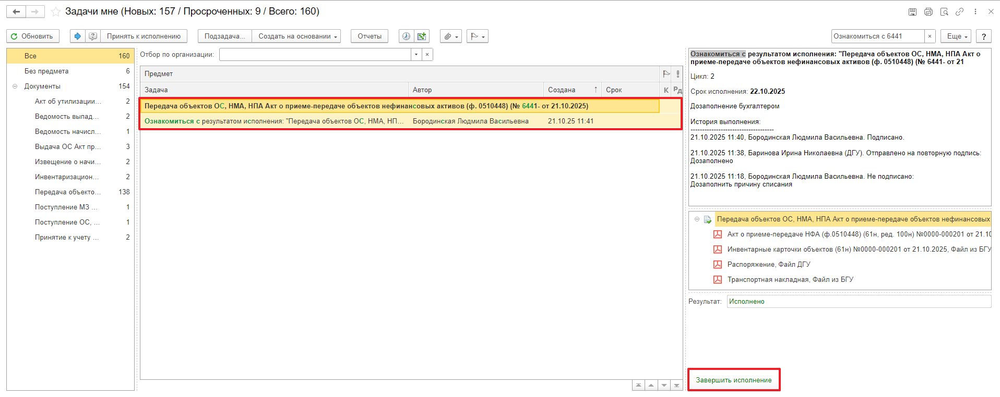 Задачи мне (Новых: 157 / Просроченных: 9 / Всего: 160)
Обновить
Принять к исполнению
Подзадача...
Создать на основании
Отчеты
Ознакомиться с 6441
×
Еще
?
Все 160
Без предмета 6
Документы 154
Акт об утилизации... 2
Ведомость выпад... 2
Ведомость начисл... 1
Выдача ОС Акт пр... 3
Извещение о начи... 2
Инвентаризацион... 2
Передача объекто... 138
Поступление МЗ ... 1
Поступление ОС, ... 1
Принятие к учету ... 2
Отбор по организации:
Предмет
Задача Автор Создана ↑ Срок К Рд
Передача объектов ОС, НМА, НПА Акт о приеме-передаче объектов нефинансовых активов (ф. 0510448) (№ 6441- от 21.10.2025)
Ознакомиться с результатом исполнения: "Передача объектов ОС, НМА, НП... Бородинская Людмила Васильевна 21.10.25 11:41
Ознакомиться с результатом исполнения: "Передача объектов ОС, НМА, НПА Акт о
приеме-передаче объектов нефинансовых активов (ф. 0510448) (№ 6441- от 21
Цикл: 2
Срок исполнения: 22.10.2025
Дозаполнение бухгалтером
История выполнения:
------------------------------------
21.10.2025 11:40, Бородинская Людмила Васильевна. Подписано.
21.10.2025 11:38, Баринова Ирина Николаевна (ДГУ). Отправлено на повторную подпись:
Дозаполнено
21.10.2025 11:18, Бородинская Людмила Васильевна. Не подписано:
Дозаполнить причину списания
Передача объектов ОС, НМА, НПА Акт о приеме-передаче объектов нефинансовых
Акт о приеме-передаче НФА (ф.0510448) (61н, ред. 100н) №0000-000201 от 21.10
Инвентарные карточки объектов (61н) №0000-000201 от 21.10.2025, Файл из БГУ
Распоряжение, Файл ДГУ
Транспортная накладная, Файл из БГУ
Результат: Исполнено
Завершить исполнение